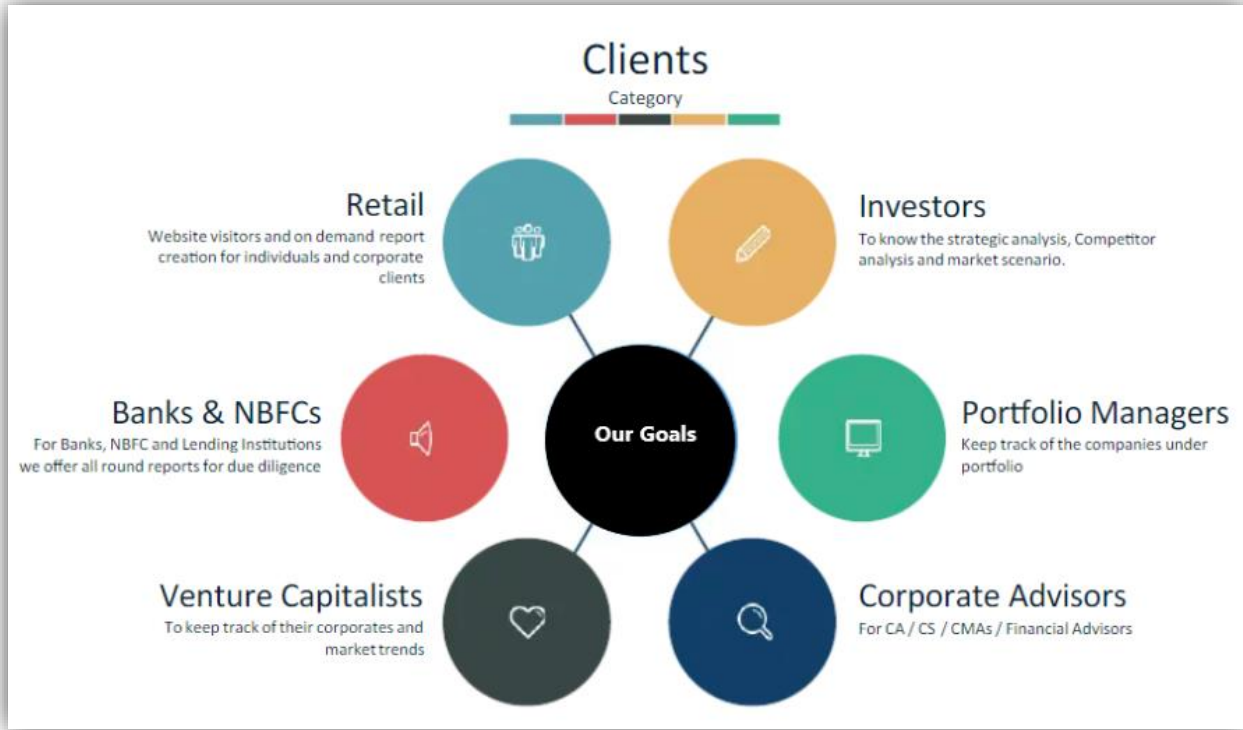 Clients
Category
Retail
Website visitors and on demand report
creation for individuals and corporate
clients
Investors
To know the strategic analysis, Competitor
analysis and market scenario.
Banks & NBFCs
For Banks, NBFC and Lending Institutions
we offer all round reports for due diligence
Our Goals
Portfolio Managers
Keep track of the companies under
portfolio
Venture Capitalists
To keep track of their corporates and
market trends
Corporate Advisors
For CA / CS / CMAs / Financial Advisors